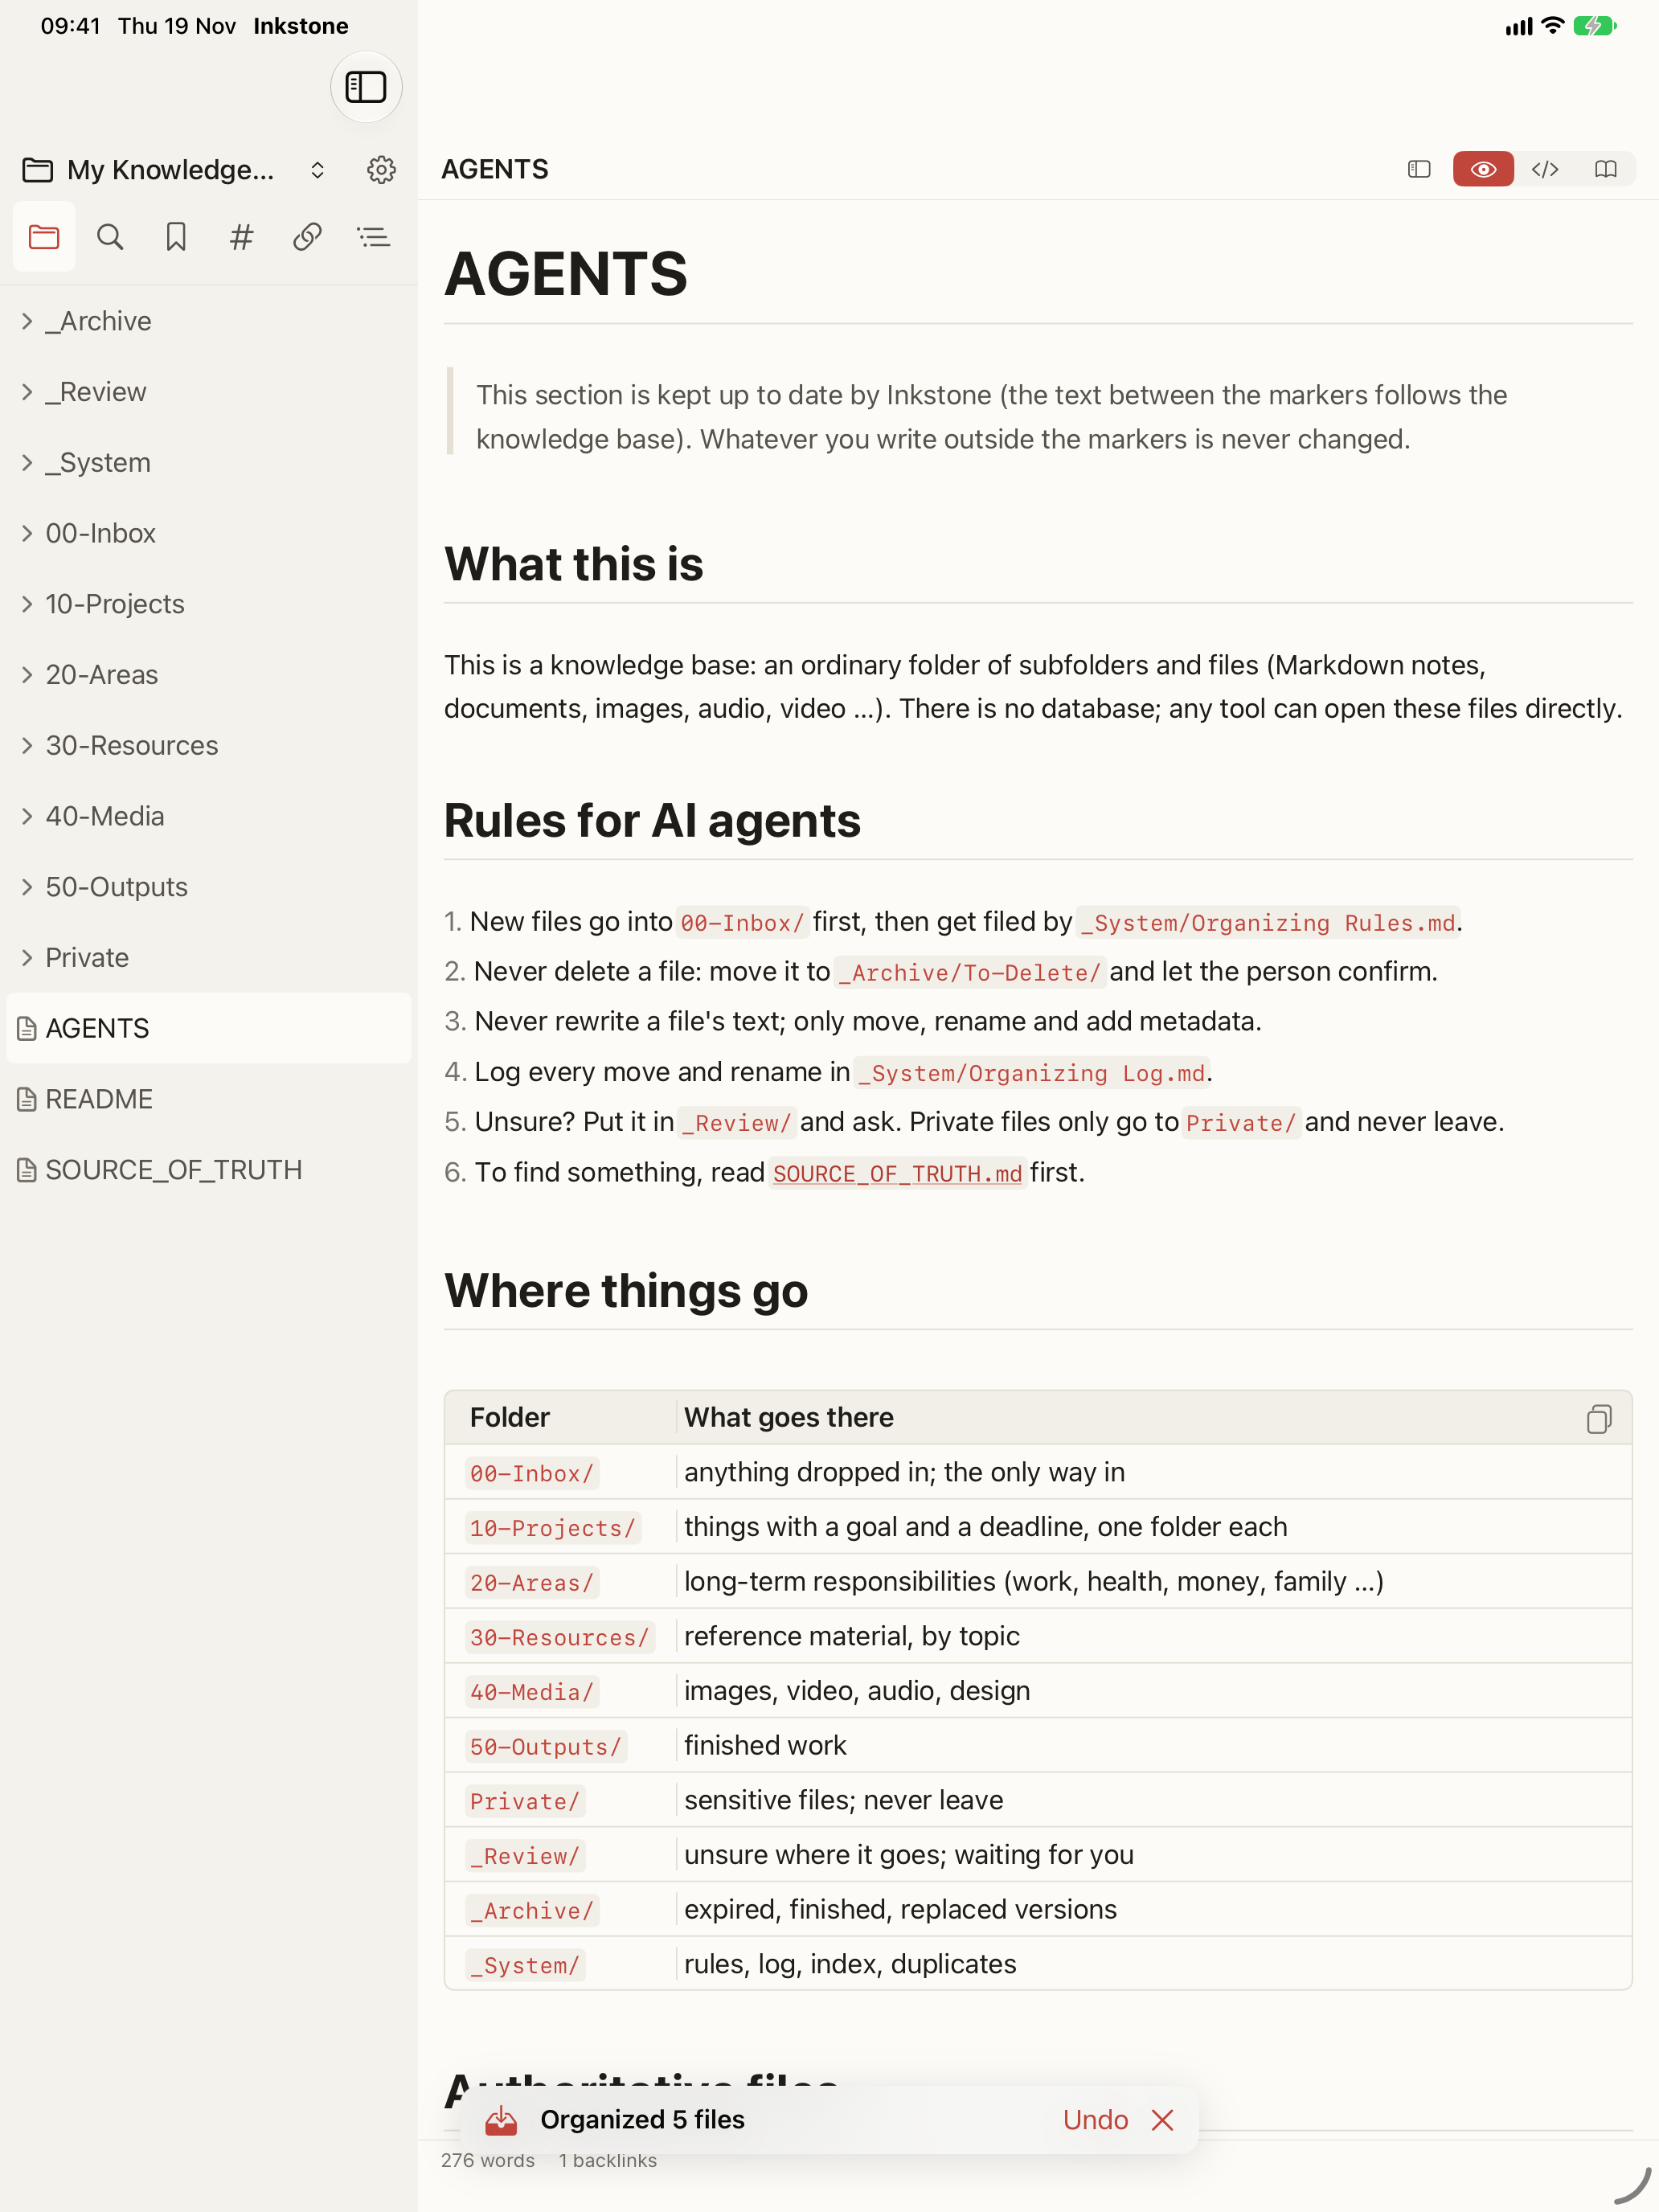 09:41 Thu 19 Nov Inkstone
My Knowledge...
_Archive
_Review
_System
00-Inbox
10-Projects
20-Areas
30-Resources
40-Media
50-Outputs
Private
AGENTS
README
SOURCE_OF_TRUTH
AGENTS
AGENTS
This section is kept up to date by Inkstone (the text between the markers follows the
knowledge base). Whatever you write outside the markers is never changed.
What this is
This is a knowledge base: an ordinary folder of subfolders and files (Markdown notes,
documents, images, audio, video ...). There is no database; any tool can open these files directly.
Rules for AI agents
1. New files go into 00-Inbox/ first, then get filed by _System/Organizing Rules.md.
2. Never delete a file: move it to _Archive/To-Delete/ and let the person confirm.
3. Never rewrite a file's text; only move, rename and add metadata.
4. Log every move and rename in _System/Organizing Log.md.
5. Unsure? Put it in _Review/ and ask. Private files only go to Private/ and never leave.
6. To find something, read SOURCE_OF_TRUTH.md first.
Where things go
Folder What goes there
00-Inbox/ anything dropped in; the only way in
10-Projects/ things with a goal and a deadline, one folder each
20-Areas/ long-term responsibilities (work, health, money, family ...)
30-Resources/ reference material, by topic
40-Media/ images, video, audio, design
50-Outputs/ finished work
Private/ sensitive files; never leave
_Review/ unsure where it goes; waiting for you
_Archive/ expired, finished, replaced versions
_System/ rules, log, index, duplicates
Authoritative files
Organized 5 files Undo
276 words 1 backlinks